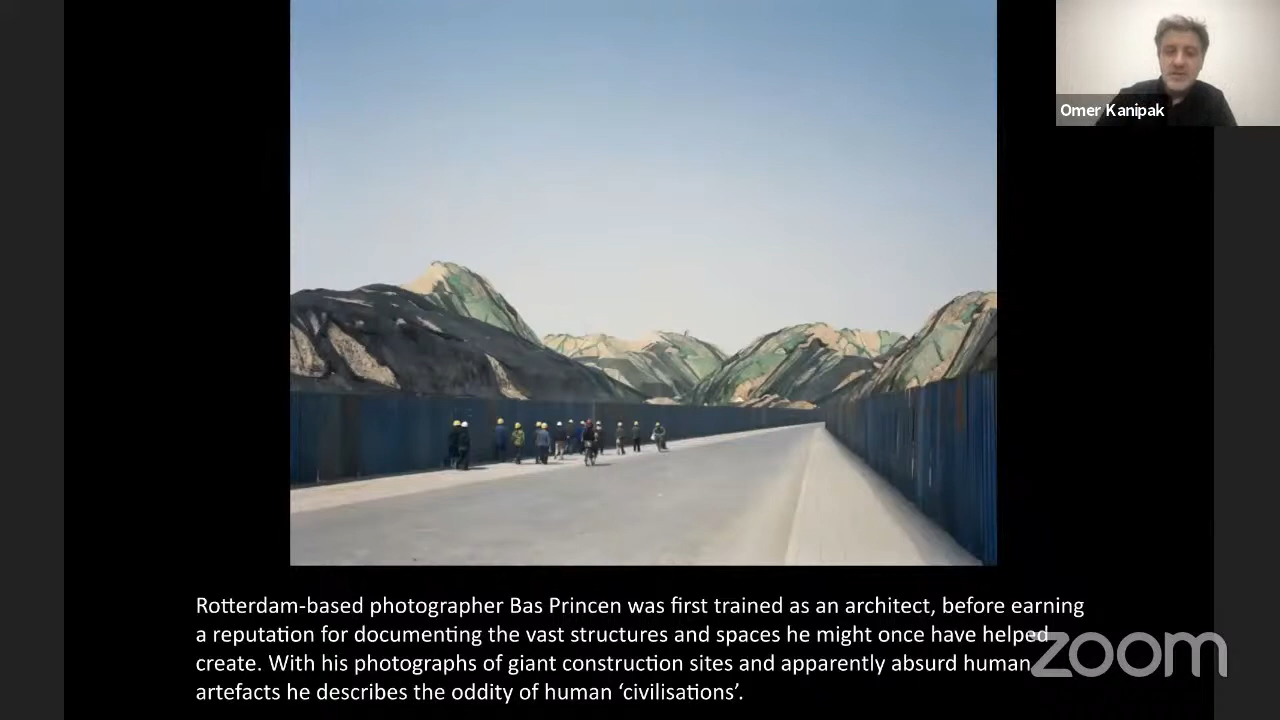 Omer Kanipak
Rotterdam-based photographer Bas Princen was first trained as an architect, before earning
a reputation for documenting the vast structures and spaces he might once have helped
create. With his photographs of giant construction sites and apparently absurd human
artefacts he describes the oddity of human ‘civilisations’.
zoom